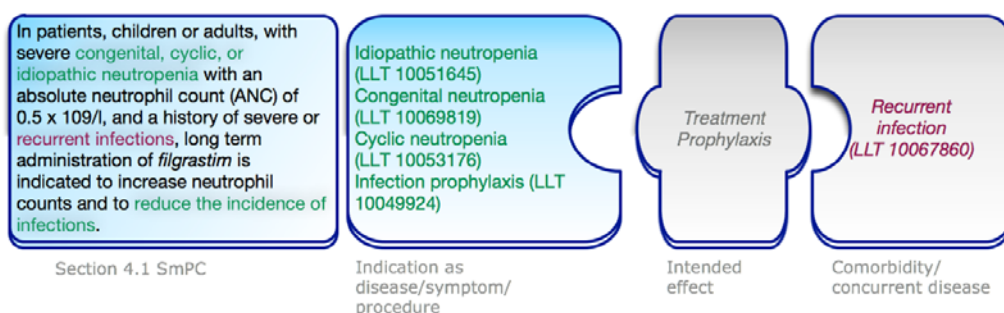 In patients, children or adults, with
severe congenital, cyclic, or
idiopathic neutropenia with an
absolute neutrophil count (ANC) of
0.5 x 109/l, and a history of severe or
recurrent infections, long term
administration of filgrastim is
indicated to increase neutrophil
counts and to reduce the incidence of
infections.
Section 4.1 SmPC
Idiopathic neutropenia
(LLT 10051645)
Congenital neutropenia
(LLT 10069819)
Cyclic neutropenia
(LLT 10053176)
Infection prophylaxis (LLT
10049924)
Indication as
disease/symptom/
procedure
Treatment
Prophylaxis
Intended
effect
Recurrent
infection
(LLT 10067860)
Comorbidity/
concurrent disease